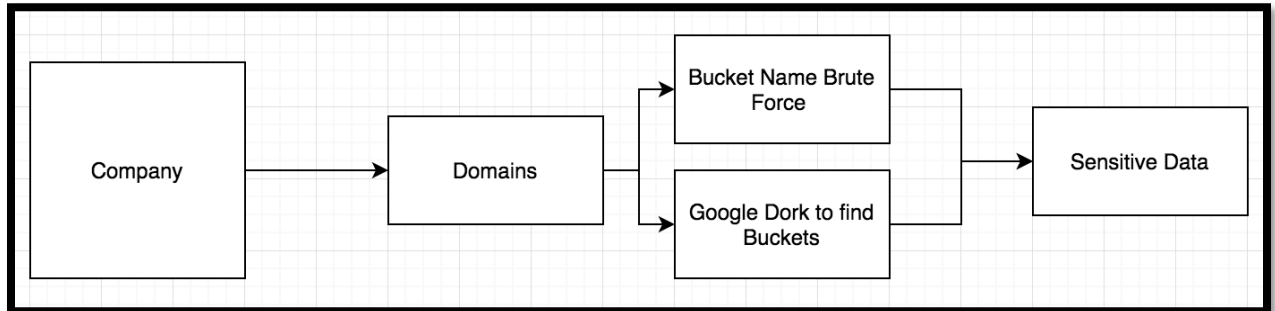 Company
Domains
Bucket Name Brute
Force
Google Dork to find
Buckets
Sensitive Data